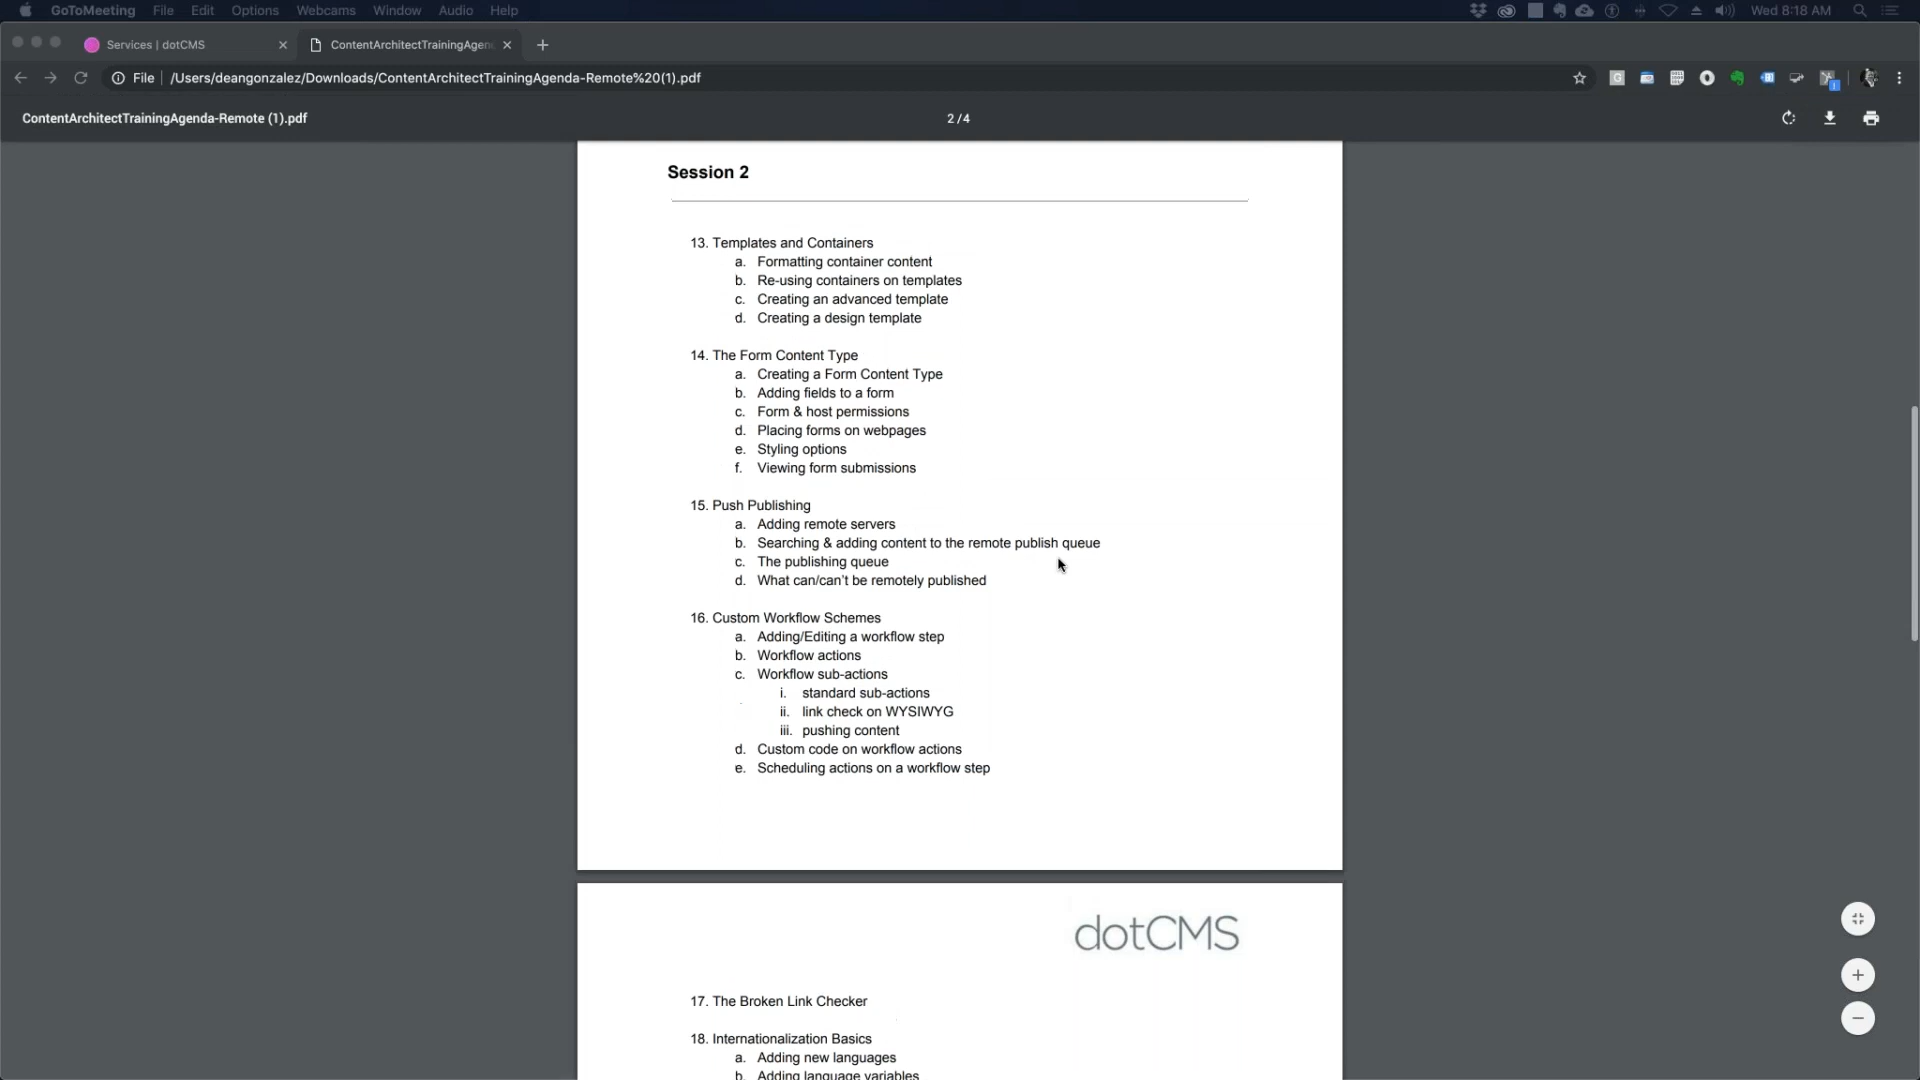 GoToMeeting File Edit Options Webcams Window Audio Help Wed 8:18 AM
Services | dotCMS ContentArchitectTrainingAgen
File /Users/deangonzalez/Downloads/ContentArchitectTrainingAgenda-Remote%20(1).pdf
ContentArchitectTrainingAgenda-Remote (1).pdf 2/4
Session 2
13. Templates and Containers
a. Formatting container content
b. Re-using containers on templates
c. Creating an advanced template
d. Creating a design template
14. The Form Content Type
a. Creating a Form Content Type
b. Adding fields to a form
c. Form & host permissions
d. Placing forms on webpages
e. Styling options
f. Viewing form submissions
15. Push Publishing
a. Adding remote servers
b. Searching & adding content to the remote publish queue
c. The publishing queue
d. What can/can't be remotely published
16. Custom Workflow Schemes
a. Adding/Editing a workflow step
b. Workflow actions
c. Workflow sub-actions
i. standard sub-actions
ii. link check on WYSIWYG
iii. pushing content
d. Custom code on workflow actions
e. Scheduling actions on a workflow step
dotCMS
17. The Broken Link Checker
18. Internationalization Basics
a. Adding new languages
b. Adding language variables